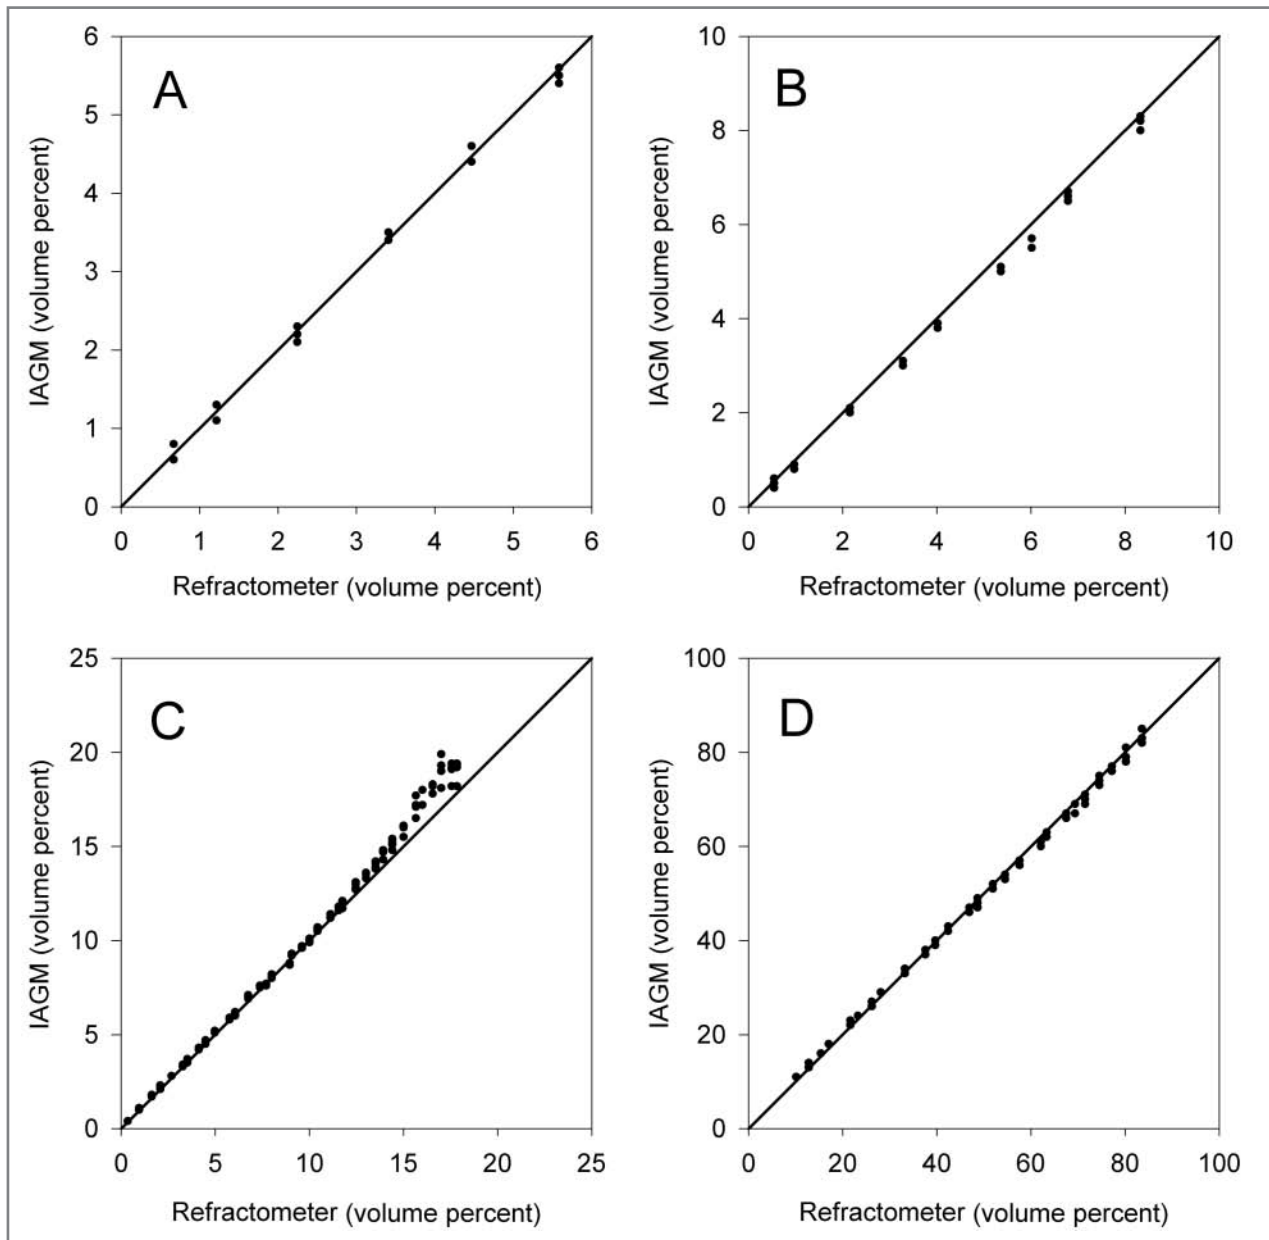 A
6
5
4
3
2
1
0
IAGM (volume percent)
0 1 2 3 4 5 6
Refractometer (volume percent)
B
10
8
6
4
2
0
IAGM (volume percent)
0 2 4 6 8 10
Refractometer (volume percent)
C
25
20
15
10
5
0
IAGM (volume percent)
0 5 10 15 20 25
Refractometer (volume percent)
D
100
80
60
40
20
0
IAGM (volume percent)
0 20 40 60 80 100
Refractometer (volume percent)